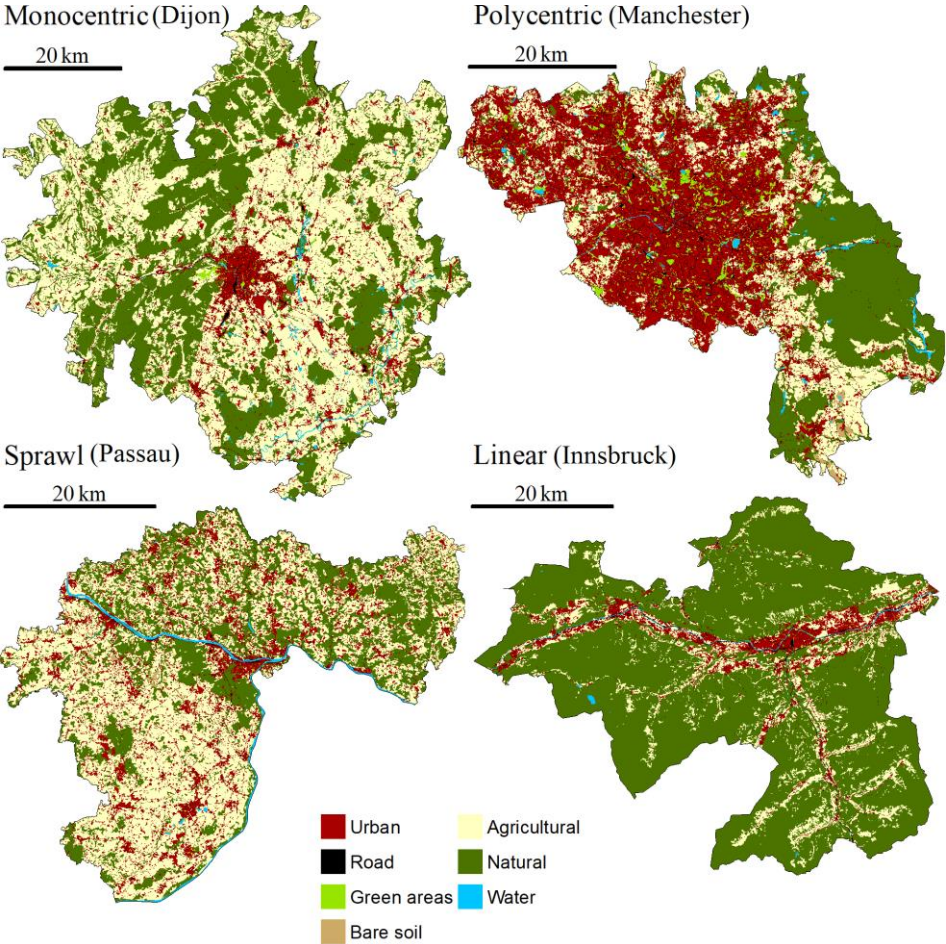 Monocentric (Dijon)
20 km
Polycentric (Manchester)
20 km
Sprawl (Passau)
20 km
Linear (Innsbruck)
20 km
Urban
Road
Green areas
Bare soil
Agricultural
Natural
Water